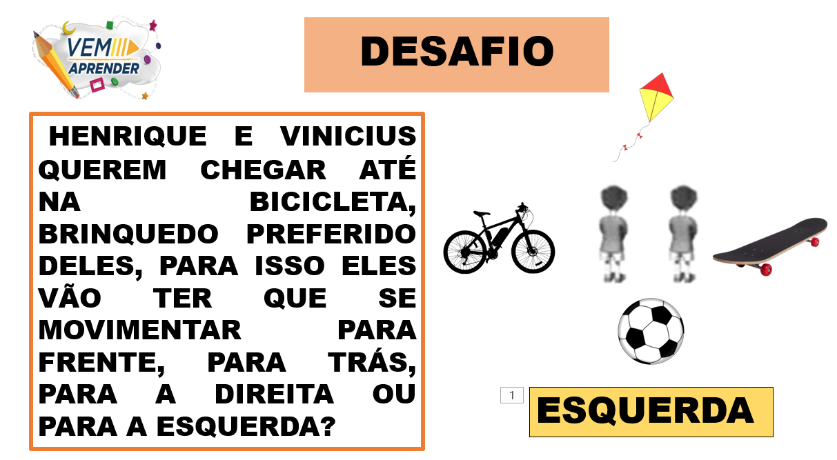 VEM
APRENDER
DESAFIO
HENRIQUE E VINICIUS
QUEREM CHEGAR ATÉ
NA BICICLETA,
BRINQUEDO PREFERIDO
DELES, PARA ISSO ELES
VÃO TER QUE SE
MOVIMENTAR PARA
FRENTE, PARA TRÁS,
PARA A DIREITA OU
PARA A ESQUERDA?
1
ESQUERDA